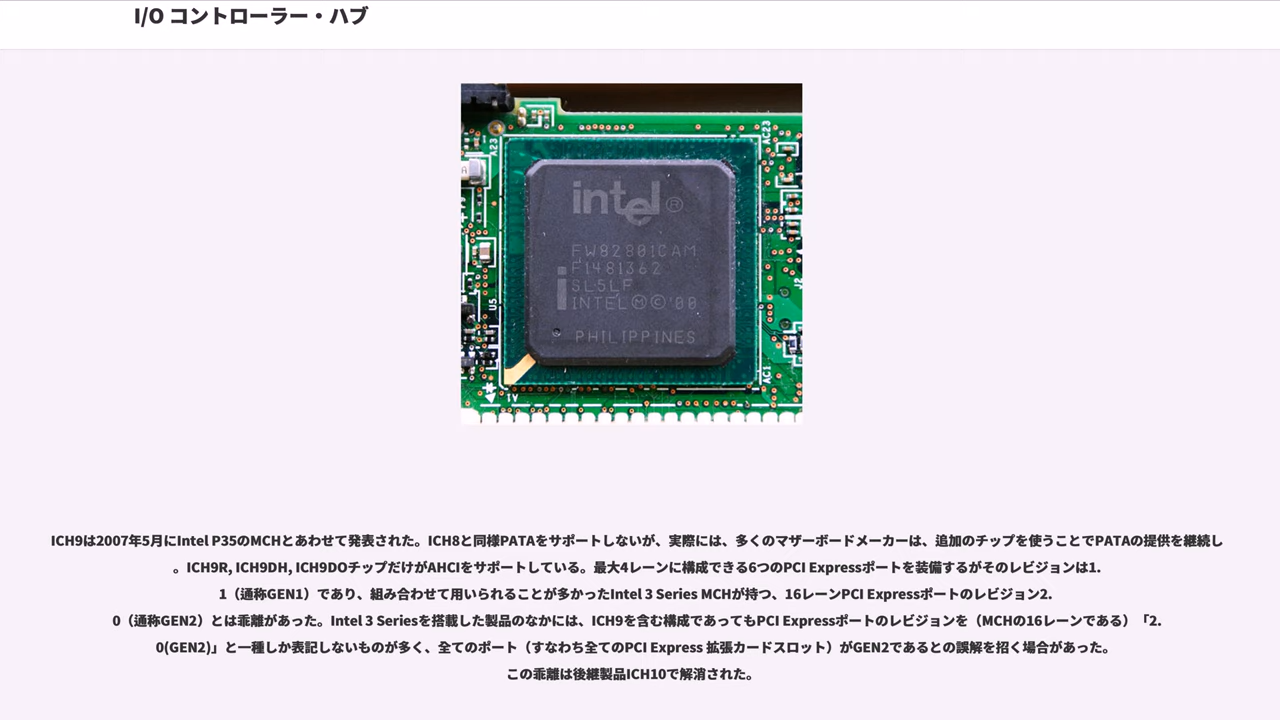 I/O コントローラー・ハブ
A23
AC23
intel®
FW82801CAM
F1481362
SL5LF
INTEL Ⓜ©'00
PHILIPPINES
U5
AC1
ICH9は2007年5月にIntel P35のMCHとあわせて発表された。ICH8と同様PATAをサポートしないが、実際には、多くのマザーボードメーカーは、追加のチップを使うことでPATAの提供を継続し
。ICH9R, ICH9DH, ICH9DOチップだけがAHCIをサポートしている。最大4レーンに構成できる6つのPCI Expressポートを装備するがそのレビジョンは1.
1（通称GEN1）であり、組み合わせて用いられることが多かったIntel 3 Series MCHが持つ、16レーンPCI Expressポートのレビジョン2.
0（通称GEN2）とは乖離があった。Intel 3 Seriesを搭載した製品のなかには、ICH9を含む構成であってもPCI Expressポートのレビジョンを（MCHの16レーンである）「2.
0(GEN2)」と一種しか表記しないものが多く、全てのポート（すなわち全てのPCI Express 拡張カードスロット）がGEN2であるとの誤解を招く場合があった。
この乖離は後継製品ICH10で解消された。